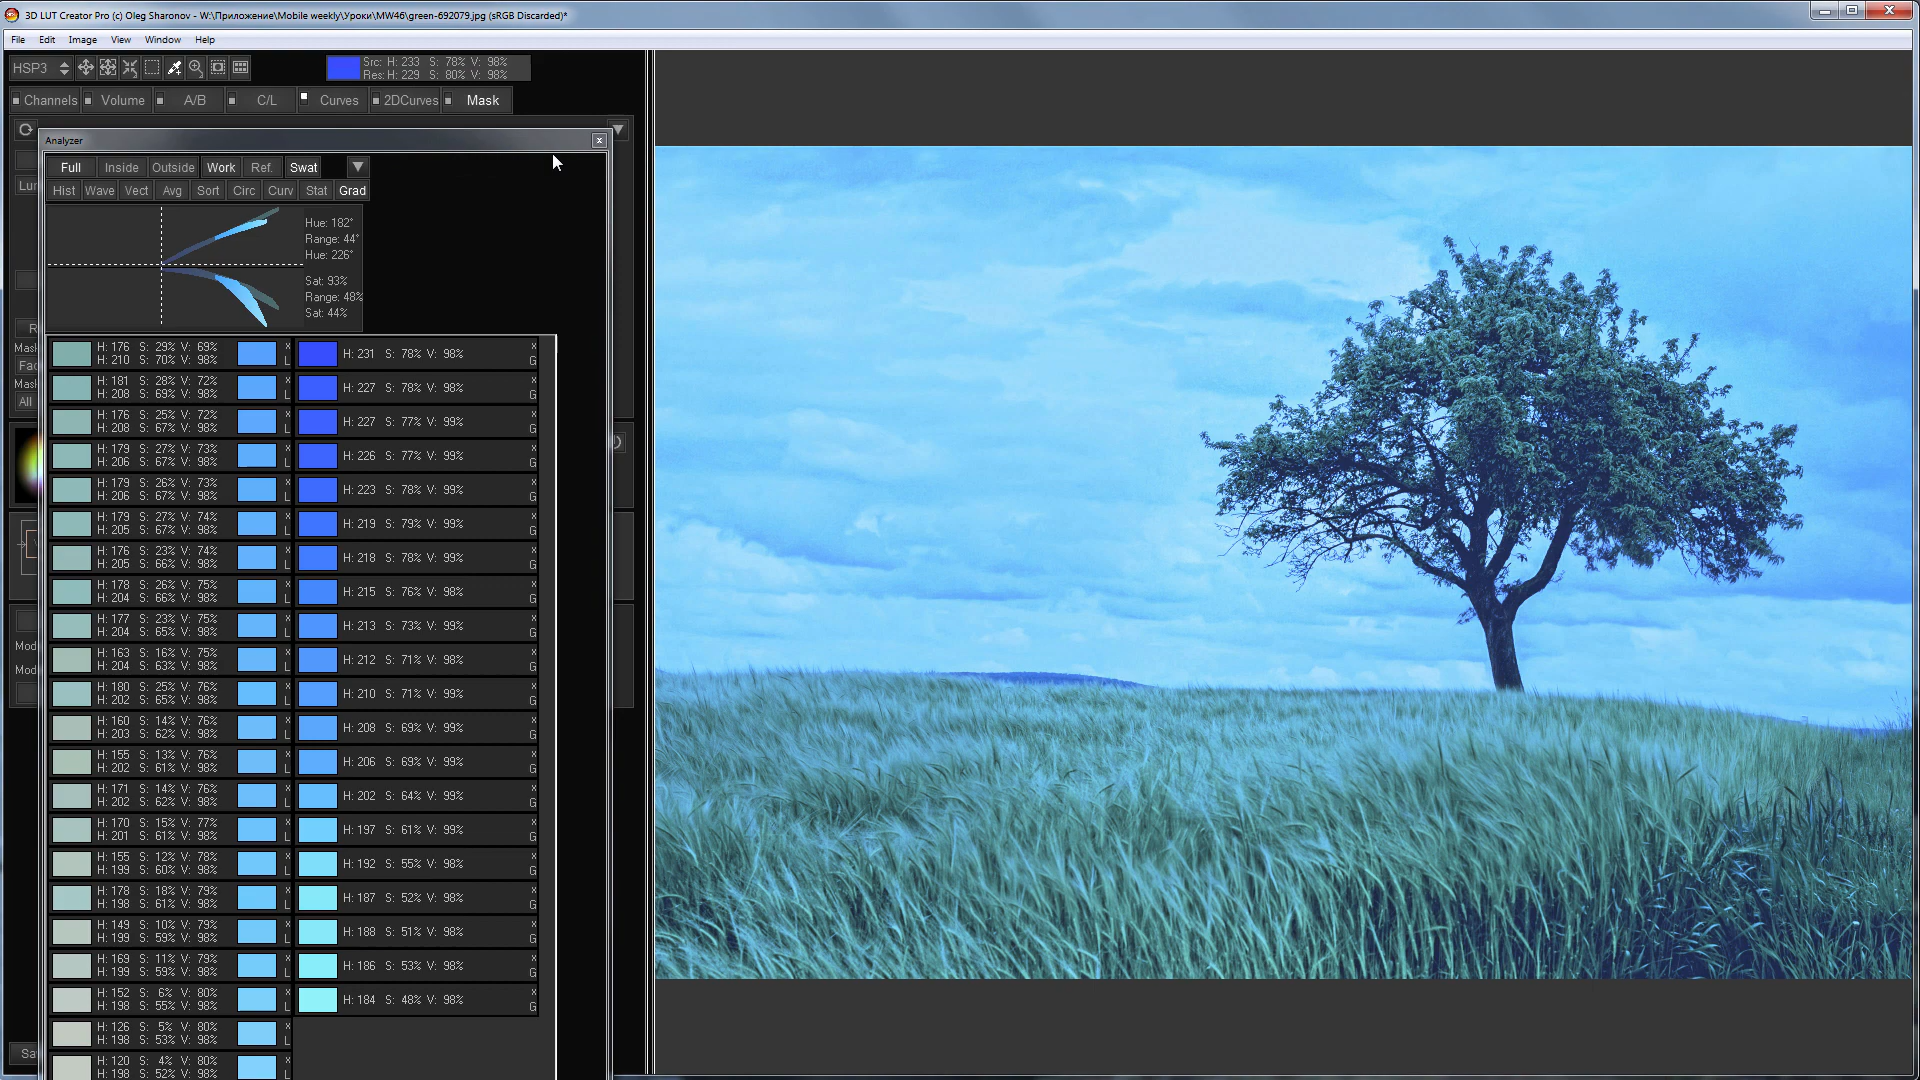 3D LUT Creator Pro (c) Oleg Sharonov - W:\Приложение\Mobile weekly\Уроки\MW46\green-692079.jpg (sRGB Discarded)*
File Edit Image View Window Help
HSP3
Src: H: 233 S: 78% V: 98%
Res: H: 229 S: 80% V: 98%
Channels Volume A/B C/L Curves 2DCurves Mask
Analyzer
Full Inside Outside Work Ref. Swat
Hist Wave Vect Avg Sort Circ Curv Stat Grad
Hue: 182°
Range: 44°
Hue: 226°
Sat: 93%
Range: 48%
Sat: 44%
H: 176 S: 29% V: 69%
H: 210 S: 70% V: 98%
H: 231 S: 78% V: 98%
H: 181 S: 28% V: 72%
H: 208 S: 69% V: 98%
H: 227 S: 78% V: 98%
H: 176 S: 25% V: 72%
H: 208 S: 67% V: 98%
H: 227 S: 77% V: 99%
H: 179 S: 27% V: 73%
H: 206 S: 67% V: 98%
H: 226 S: 77% V: 99%
H: 179 S: 26% V: 73%
H: 206 S: 67% V: 98%
H: 223 S: 78% V: 99%
H: 179 S: 27% V: 74%
H: 205 S: 67% V: 98%
H: 219 S: 79% V: 99%
H: 176 S: 23% V: 74%
H: 205 S: 66% V: 98%
H: 218 S: 78% V: 99%
H: 178 S: 26% V: 75%
H: 204 S: 66% V: 98%
H: 215 S: 76% V: 98%
H: 177 S: 23% V: 75%
H: 204 S: 65% V: 98%
H: 213 S: 73% V: 99%
H: 163 S: 16% V: 75%
H: 204 S: 63% V: 98%
H: 212 S: 71% V: 98%
H: 180 S: 25% V: 76%
H: 202 S: 65% V: 98%
H: 210 S: 71% V: 99%
H: 160 S: 14% V: 76%
H: 203 S: 62% V: 98%
H: 208 S: 69% V: 99%
H: 155 S: 13% V: 76%
H: 202 S: 61% V: 98%
H: 206 S: 69% V: 99%
H: 171 S: 14% V: 76%
H: 202 S: 62% V: 98%
H: 202 S: 64% V: 99%
H: 170 S: 15% V: 77%
H: 201 S: 61% V: 98%
H: 197 S: 61% V: 99%
H: 155 S: 12% V: 78%
H: 199 S: 60% V: 98%
H: 192 S: 55% V: 98%
H: 178 S: 18% V: 79%
H: 198 S: 61% V: 98%
H: 187 S: 52% V: 98%
H: 149 S: 10% V: 79%
H: 199 S: 59% V: 98%
H: 188 S: 51% V: 98%
H: 169 S: 11% V: 79%
H: 199 S: 59% V: 98%
H: 186 S: 53% V: 98%
H: 152 S: 6% V: 80%
H: 198 S: 55% V: 98%
H: 184 S: 48% V: 98%
H: 126 S: 5% V: 80%
H: 198 S: 53% V: 98%
H: 120 S: 4% V: 80%
H: 198 S: 52% V: 98%